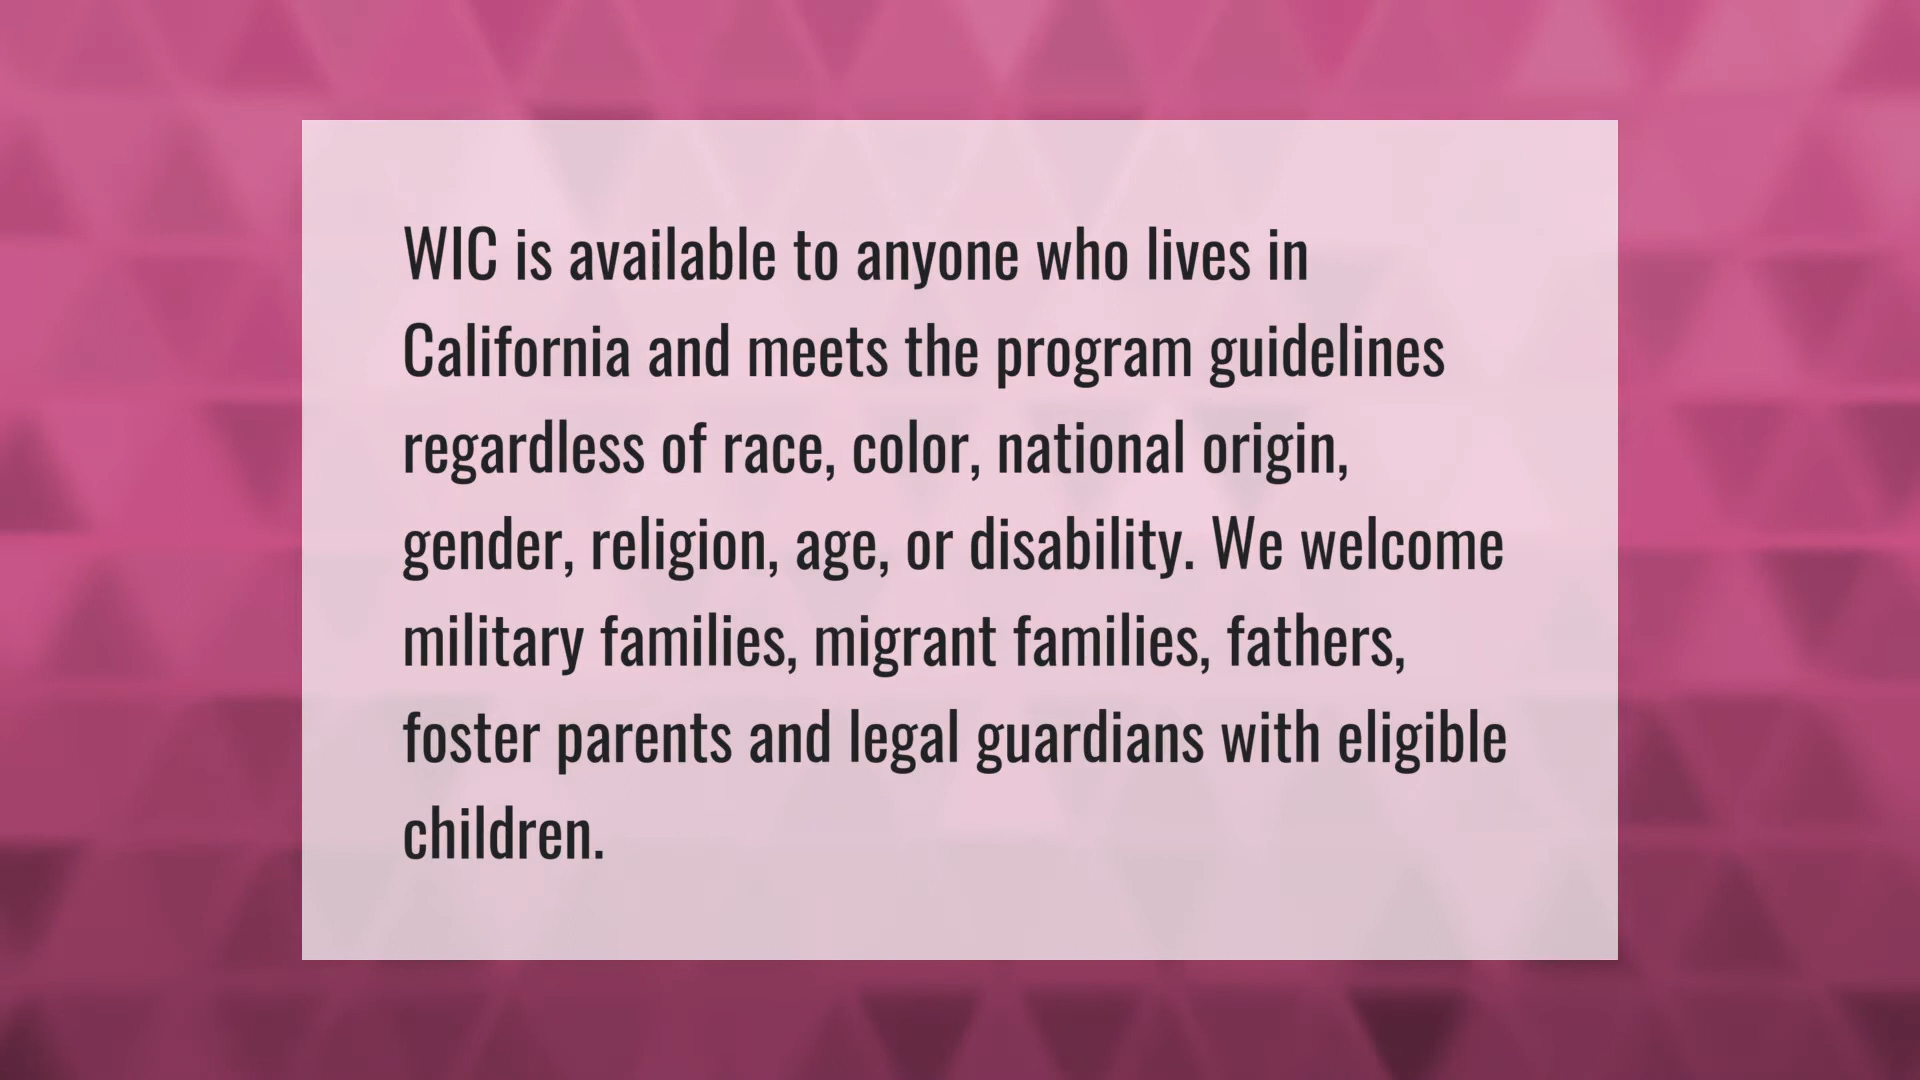 WIC is available to anyone who lives in
California and meets the program guidelines
regardless of race, color, national origin,
gender, religion, age, or disability. We welcome
military families, migrant families, fathers,
foster parents and legal guardians with eligible
children.